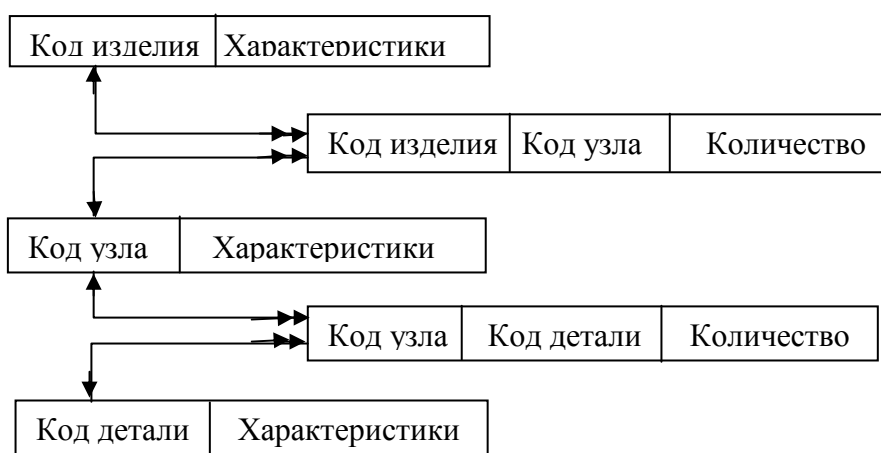 Код изделия Характеристики
Код изделия Код узла Количество
Код узла Характеристики
Код узла Код детали Количество
Код детали Характеристики